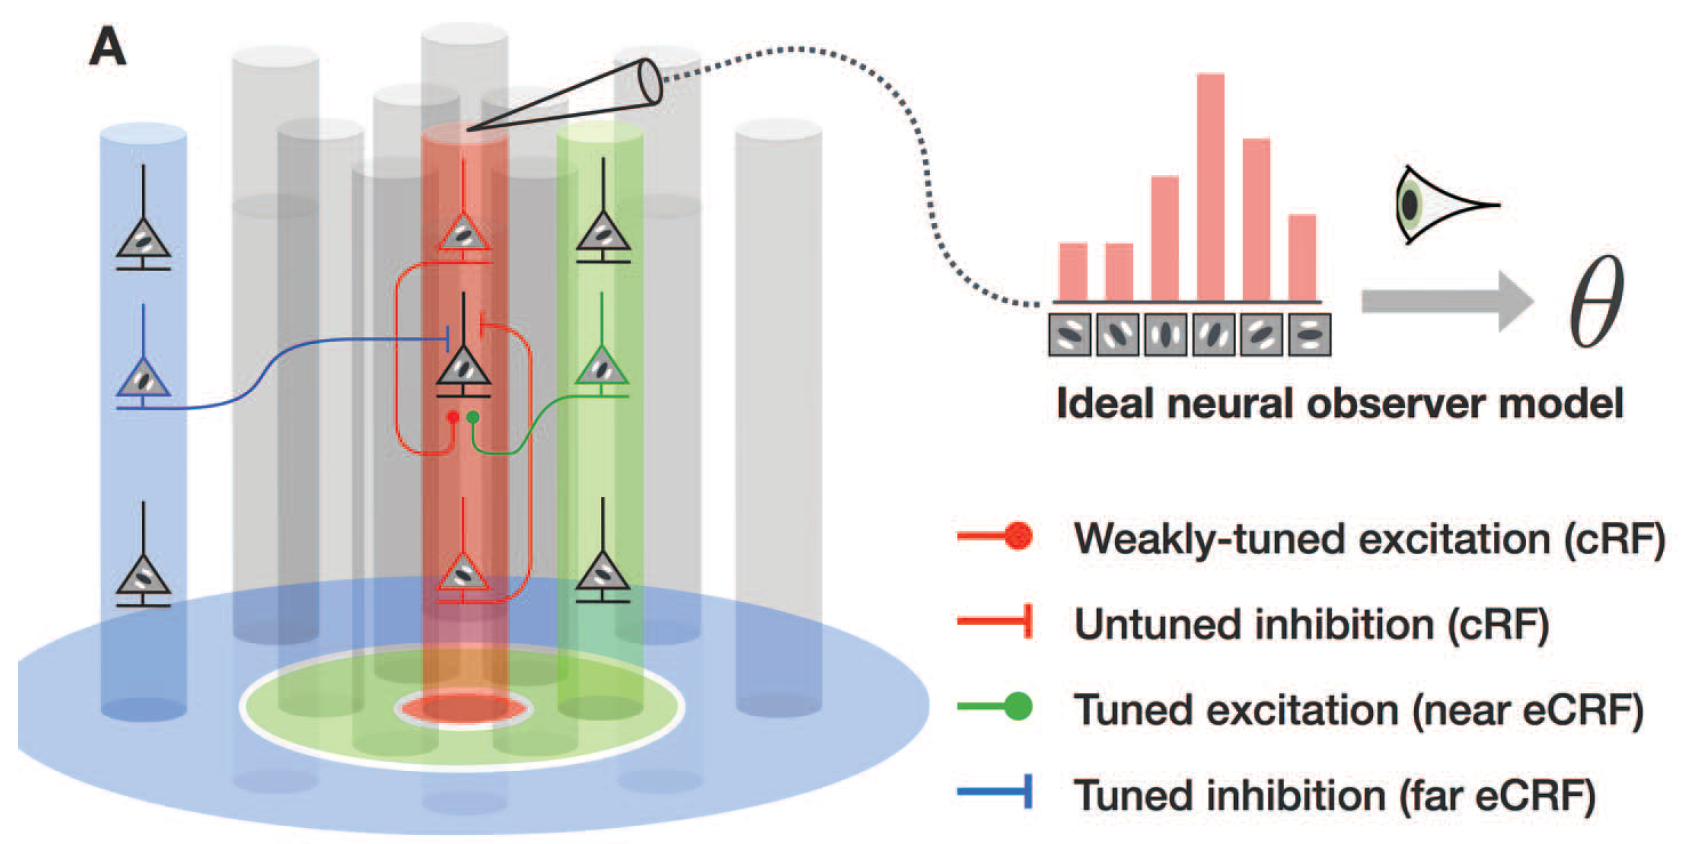 A
θ
Ideal neural observer model
Weakly-tuned excitation (cRF)
Untuned inhibition (cRF)
Tuned excitation (near eCRF)
Tuned inhibition (far eCRF)